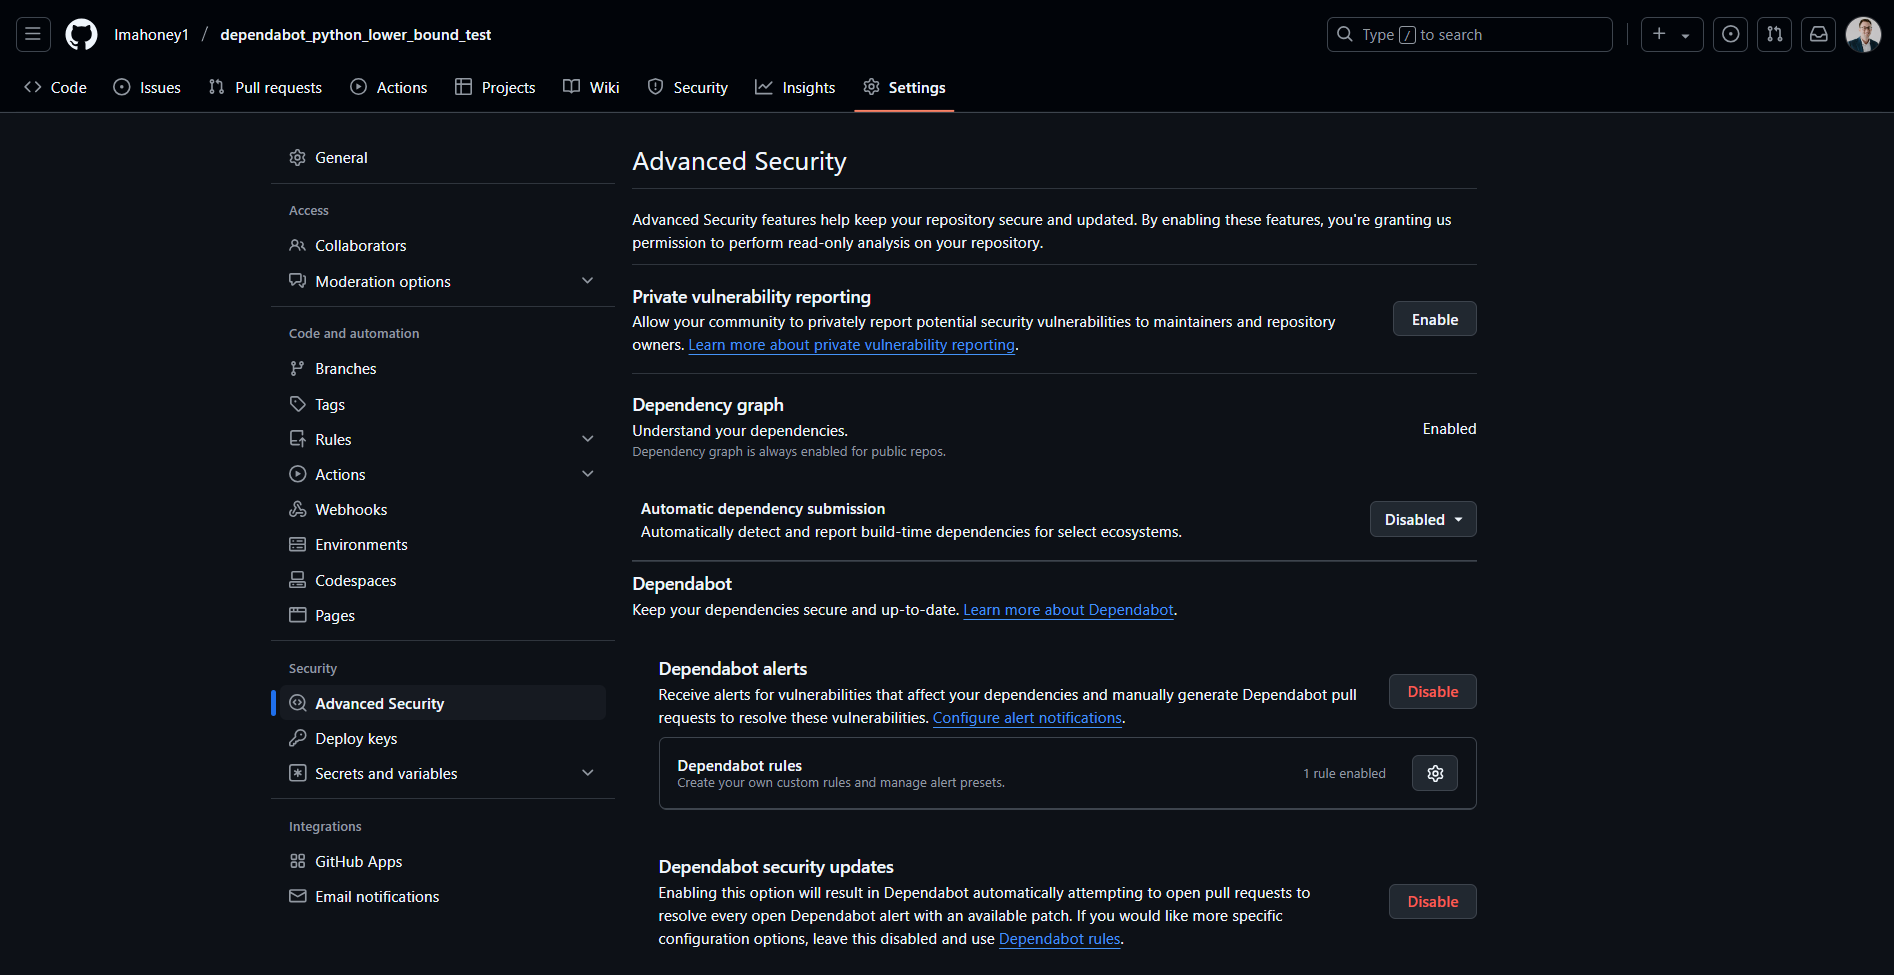 lmahoney1 / dependabot_python_lower_bound_test
Type / to search
Code Issues Pull requests Actions Projects Wiki Security Insights Settings
General
Access
Collaborators
Moderation options
Code and automation
Branches
Tags
Rules
Actions
Webhooks
Environments
Codespaces
Pages
Security
Advanced Security
Deploy keys
Secrets and variables
Integrations
GitHub Apps
Email notifications
Advanced Security
Advanced Security features help keep your repository secure and updated. By enabling these features, you're granting us
permission to perform read-only analysis on your repository.
Private vulnerability reporting
Allow your community to privately report potential security vulnerabilities to maintainers and repository
owners. Learn more about private vulnerability reporting.
Enable
Dependency graph
Understand your dependencies.
Dependency graph is always enabled for public repos.
Enabled
Automatic dependency submission
Automatically detect and report build-time dependencies for select ecosystems.
Disabled
Dependabot
Keep your dependencies secure and up-to-date. Learn more about Dependabot.
Dependabot alerts
Receive alerts for vulnerabilities that affect your dependencies and manually generate Dependabot pull
requests to resolve these vulnerabilities. Configure alert notifications.
Disable
Dependabot rules
Create your own custom rules and manage alert presets.
1 rule enabled
Dependabot security updates
Enabling this option will result in Dependabot automatically attempting to open pull requests to
resolve every open Dependabot alert with an available patch. If you would like more specific
configuration options, leave this disabled and use Dependabot rules.
Disable